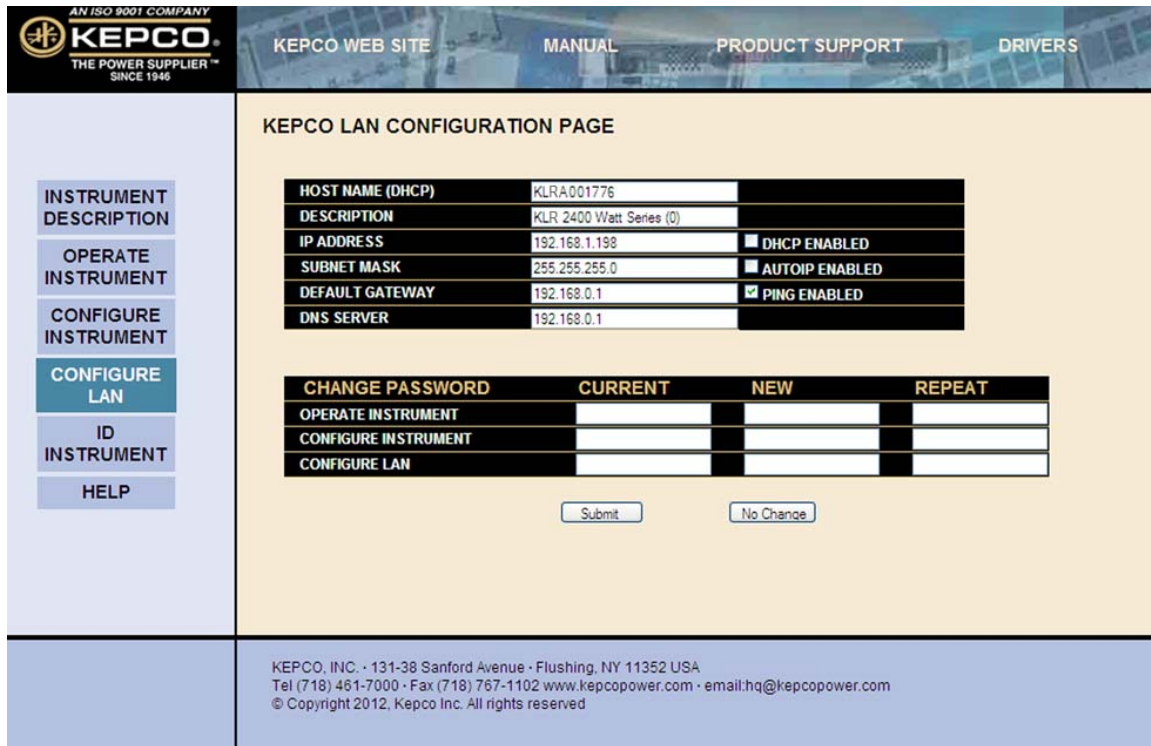 AN ISO 9001 COMPANY
KEPCO®
THE POWER SUPPLIER™
SINCE 1946
KEPCO WEB SITE MANUAL PRODUCT SUPPORT DRIVERS
KEPCO LAN CONFIGURATION PAGE
INSTRUMENT
DESCRIPTION
OPERATE
INSTRUMENT
CONFIGURE
INSTRUMENT
CONFIGURE
LAN
ID
INSTRUMENT
HELP
HOST NAME (DHCP) KLRA001776
DESCRIPTION KLR 2400 Watt Series (0)
IP ADDRESS 192.168.1.198 DHCP ENABLED
SUBNET MASK 255.255.255.0 AUTOIP ENABLED
DEFAULT GATEWAY 192.168.0.1 PING ENABLED
DNS SERVER 192.168.0.1
CHANGE PASSWORD CURRENT NEW REPEAT
OPERATE INSTRUMENT
CONFIGURE INSTRUMENT
CONFIGURE LAN
Submit No Change
KEPCO, INC. · 131-38 Sanford Avenue · Flushing, NY 11352 USA
Tel (718) 461-7000 · Fax (718) 767-1102 www.kepcopower.com · email:hq@kepcopower.com
© Copyright 2012, Kepco Inc. All rights reserved